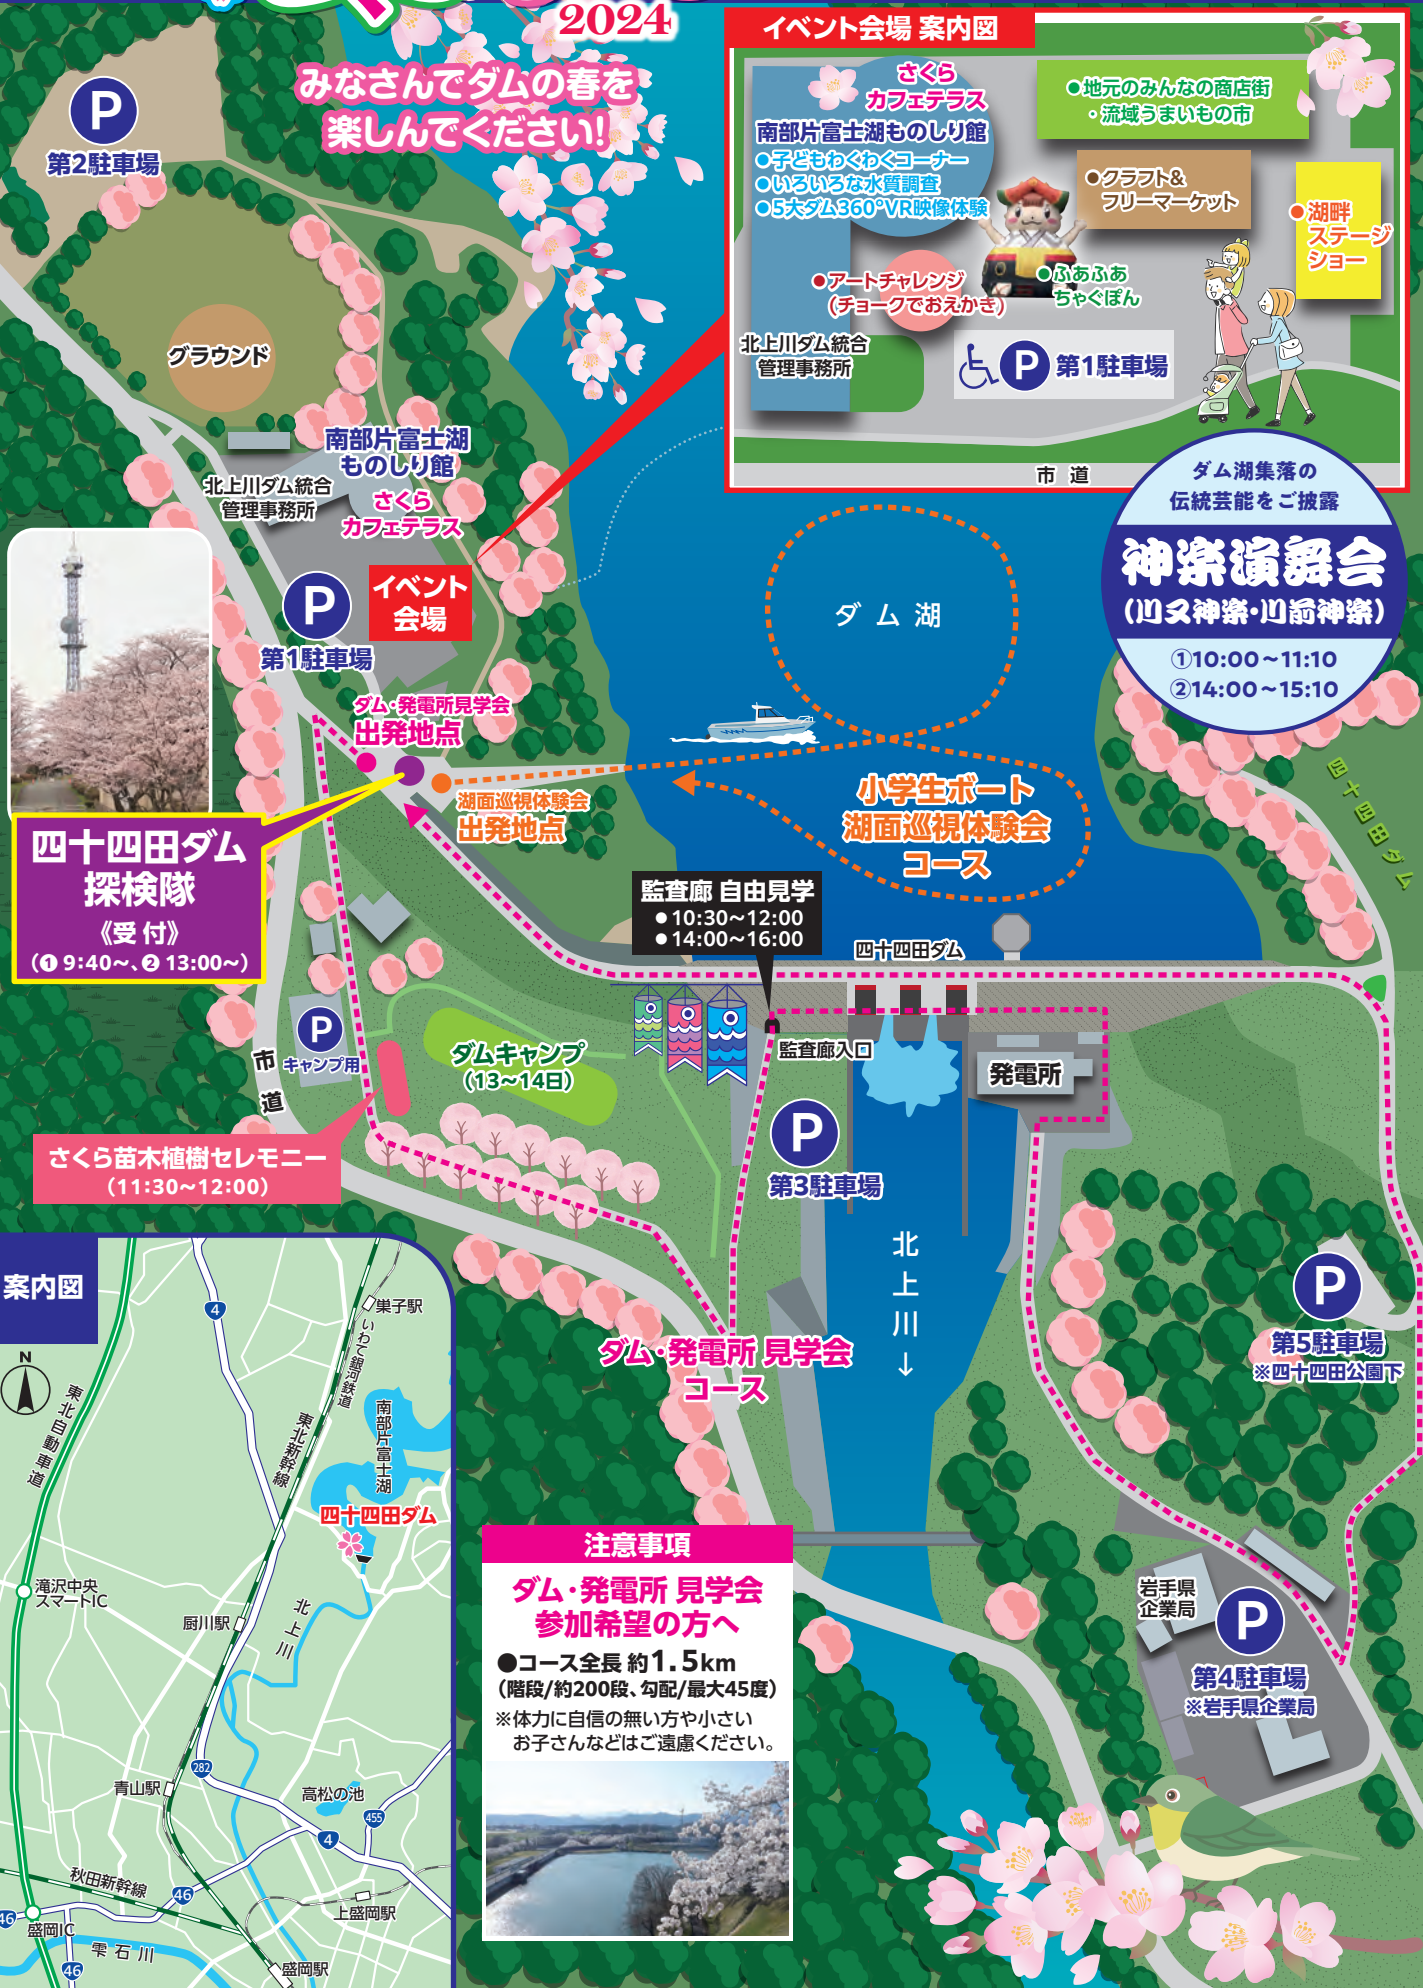 2024
みなさんでダムの春を
楽しんでください!
イベント会場 案内図
さくら
カフェテラス
南部片富士湖ものしり館
●子どもわくわくコーナー
●いろいろな水質調査
●5大ダム360°VR映像体験
●地元のみんなの商店街
・流域うまいもの市
●クラフト&
フリーマーケット
●湖畔
ステージ
ショー
●アートチャレンジ
(チョークでおえかき)
●ふあふあ
ちゃぐぽん
北上川ダム統合
管理事務所
P 第1駐車場
市 道
P
第2駐車場
グラウンド
南部片富士湖
ものしり館
北上川ダム統合
管理事務所
さくら
カフェテラス
P
第1駐車場
イベント
会場
ダム湖集落の
伝統芸能をご披露
神楽演舞会
(川又神楽・川前神楽)
①10:00~11:10
②14:00~15:10
ダム湖
ダム・発電所見学会
出発地点
湖面巡視体験会
出発地点
小学生ボート
湖面巡視体験会
コース
四十四田ダム
四十四田ダム
探検隊
《受 付》
(❶ 9:40~、❷ 13:00~)
監査廊 自由見学
●10:30~12:00
●14:00~16:00
四十四田ダム
監査廊入口
発電所
P
キャンプ用
市
道
ダムキャンプ
(13~14日)
さくら苗木植樹セレモニー
(11:30~12:00)
P
第3駐車場
北上川↓
ダム・発電所 見学会
コース
P
第5駐車場
※四十四田公園下
岩手県
企業局
P
第4駐車場
※岩手県企業局
注意事項
ダム・発電所 見学会
参加希望の方へ
●コース全長 約1.5km
(階段/約200段、勾配/最大45度)
※体力に自信の無い方や小さい
お子さんなどはご遠慮ください。
案内図
N
東北自動車道
4
巣子駅
いわて銀河鉄道
東北新幹線
南部片富士湖
四十四田ダム
滝沢中央
スマートIC
厨川駅
北上川
282
青山駅
高松の池
455
4
秋田新幹線
46
46
盛岡IC
上盛岡駅
雫石川
46
盛岡駅